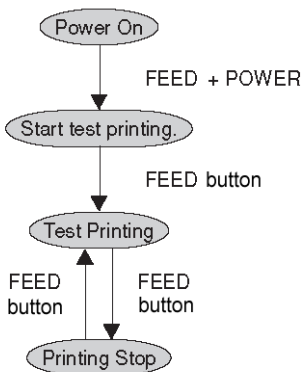 Power On
FEED + POWER
Start test printing.
FEED button
Test Printing
FEED
button
FEED
button
Printing Stop